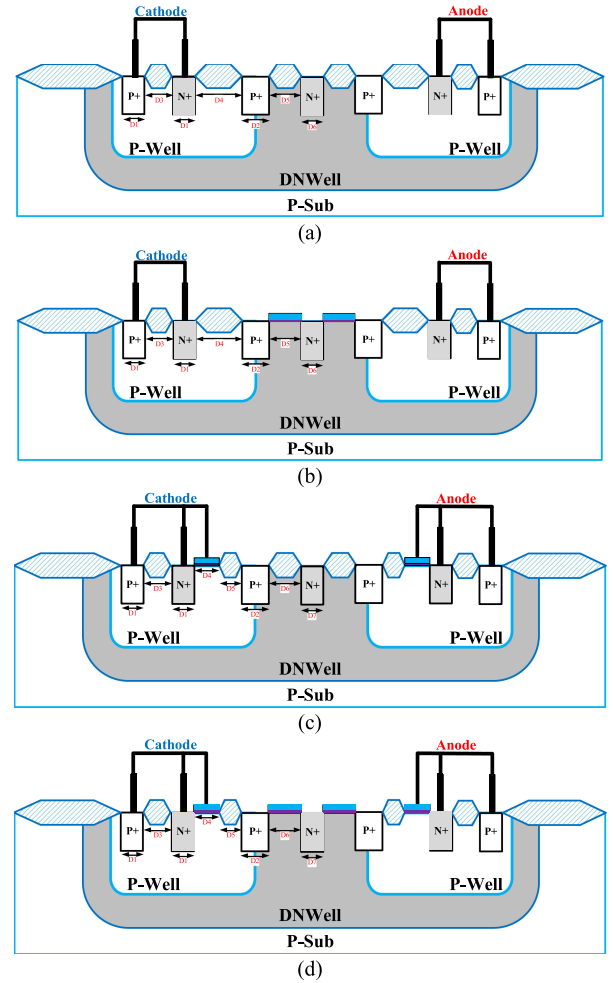 Cathode Anode
P+ N+ P+ N+ P+ N+ P+
D3 D4 D5
D1 D1 D2 D6
P-Well P-Well
DNWell
P-Sub
(a)
Cathode Anode
P+ N+ P+ N+ P+ N+ P+
D3 D4 D5
D1 D1 D2 D6
P-Well P-Well
DNWell
P-Sub
(b)
Cathode Anode
D4
P+ N+ P+ N+ P+ N+ P+
D3 D5 D6
D1 D1 D2 D7
P-Well P-Well
DNWell
P-Sub
(c)
Cathode Anode
D4
P+ N+ P+ N+ P+ N+ P+
D3 D5 D6
D1 D1 D2 D7
P-Well P-Well
DNWell
P-Sub
(d)